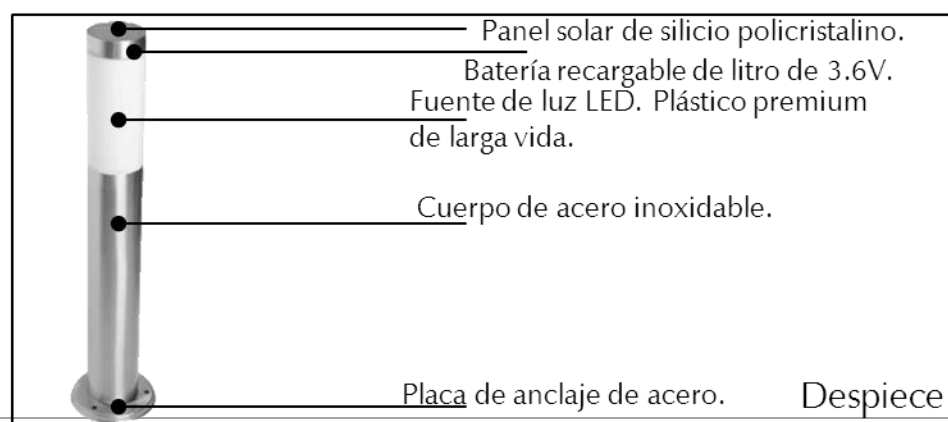 Panel solar de silicio policristalino.
Batería recargable de litro de 3.6V.
Fuente de luz LED. Plástico premium
de larga vida.
Cuerpo de acero inoxidable.
Placa de anclaje de acero.
Despiece